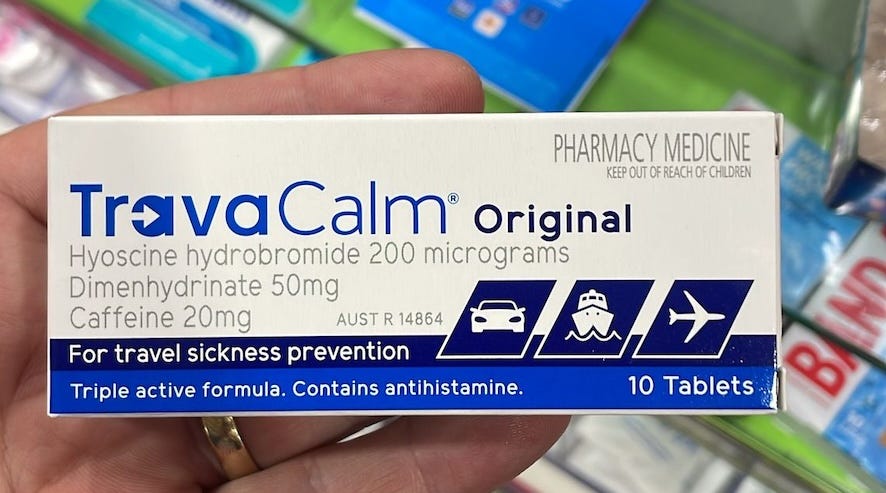 PHARMACY MEDICINE
KEEP OUT OF REACH OF CHILDREN
TravaCalm® Original
Hyoscine hydrobromide 200 micrograms
Dimenhydrinate 50mg
Caffeine 20mg
AUST R 14864
For travel sickness prevention
Triple active formula. Contains antihistamine.
10 Tablets
BAND